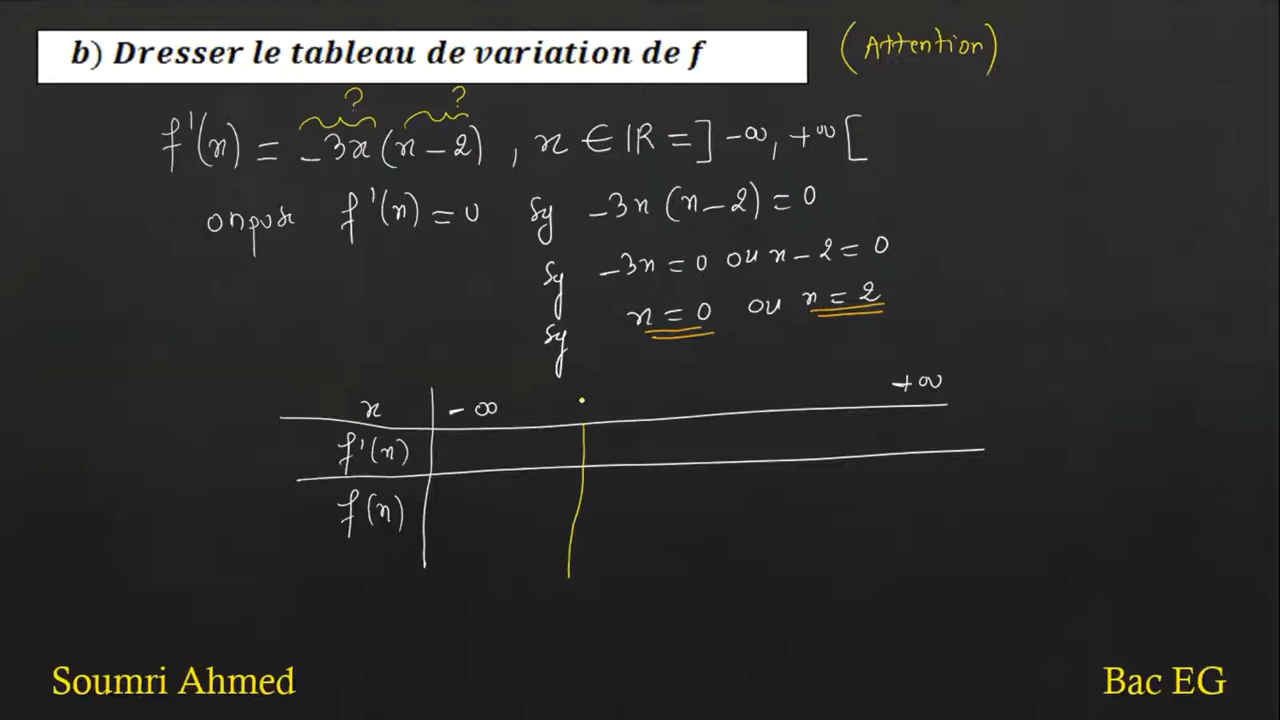 b) Dresser le tableau de variation de f
(Attention)
? ?
f'(x) = -3x(x-2), x ∈ IR = ]-∞, +∞[
on pose f'(x) = 0 sig -3x(x-2) = 0
sig -3x = 0 ou x-2 = 0
sig x = 0 ou x = 2
x -∞ +∞
f'(x)
f(x)
Soumri Ahmed
Bac EG